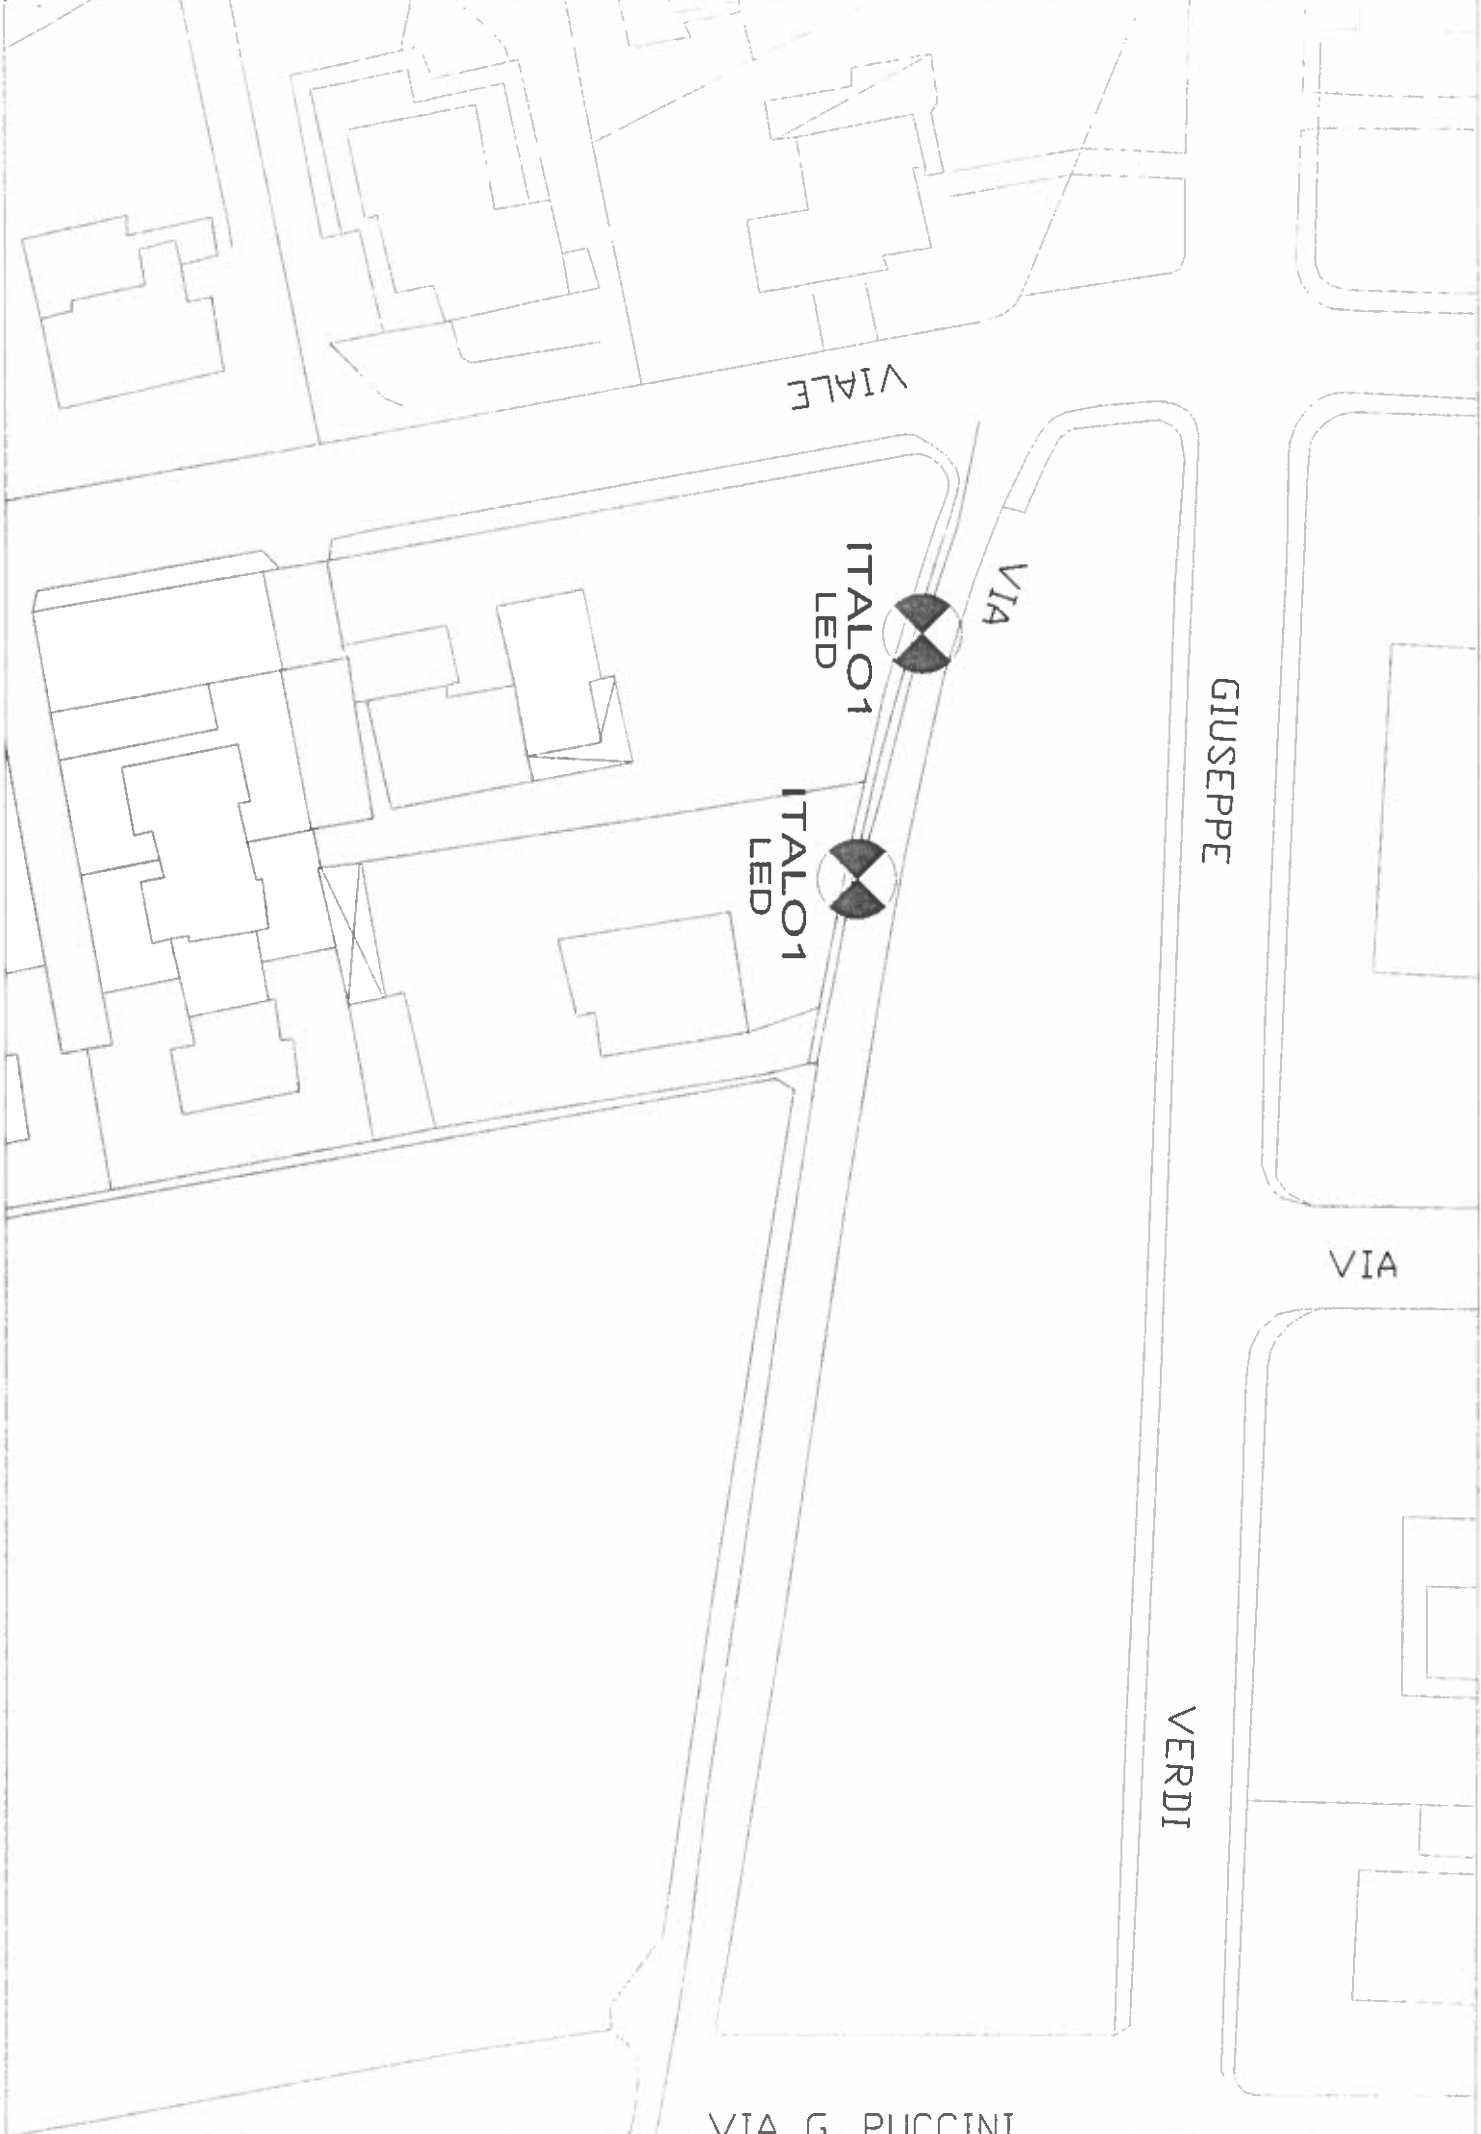 VIALE
VIA
ITALO1
LED
GIUSEPPE
ITALO1
LED
VIA
VERDI
VIA G. PUCCINI